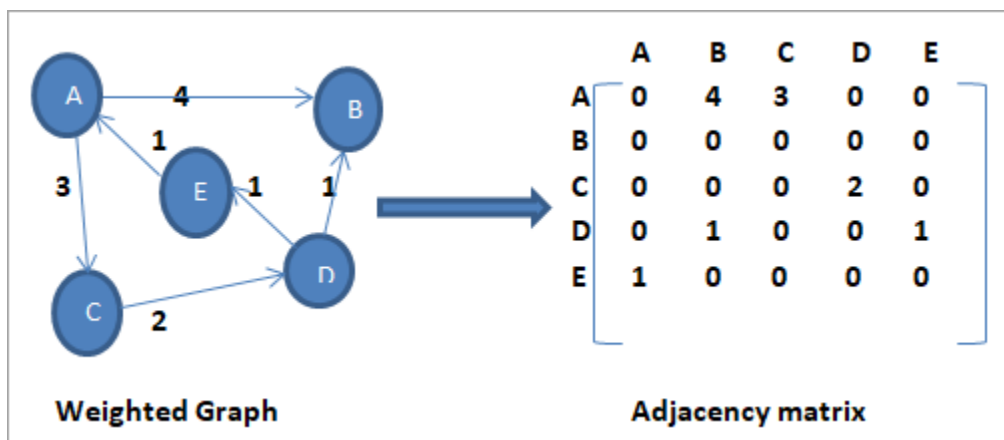 A
4
B
1
E
3
1
1
D
C
2
Weighted Graph
A B C D E
A 0 4 3 0 0
B 0 0 0 0 0
C 0 0 0 2 0
D 0 1 0 0 1
E 1 0 0 0 0
Adjacency matrix